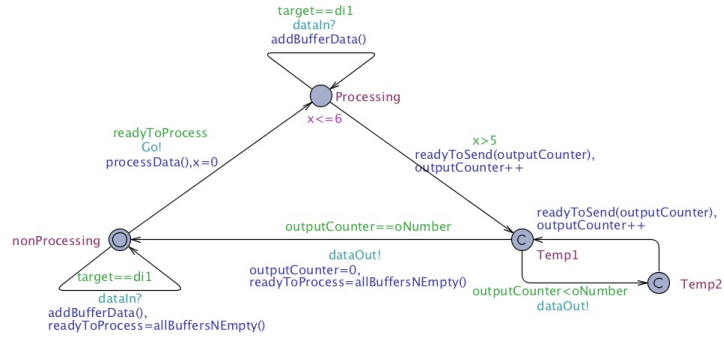 target==di1
dataIn?
addBufferData()
Processing
x<=6
readyToProcess
Go!
processData(),x=0
x>5
readyToSend(outputCounter),
outputCounter++
nonProcessing
outputCounter==oNumber
dataOut!
outputCounter=0,
readyToProcess=allBuffersNEmpty()
C
Temp1
readyToSend(outputCounter),
outputCounter++
C
Temp2
outputCounter<oNumber
dataOut!
C
target==di1
dataIn?
addBufferData(),
readyToProcess=allBuffersNEmpty()